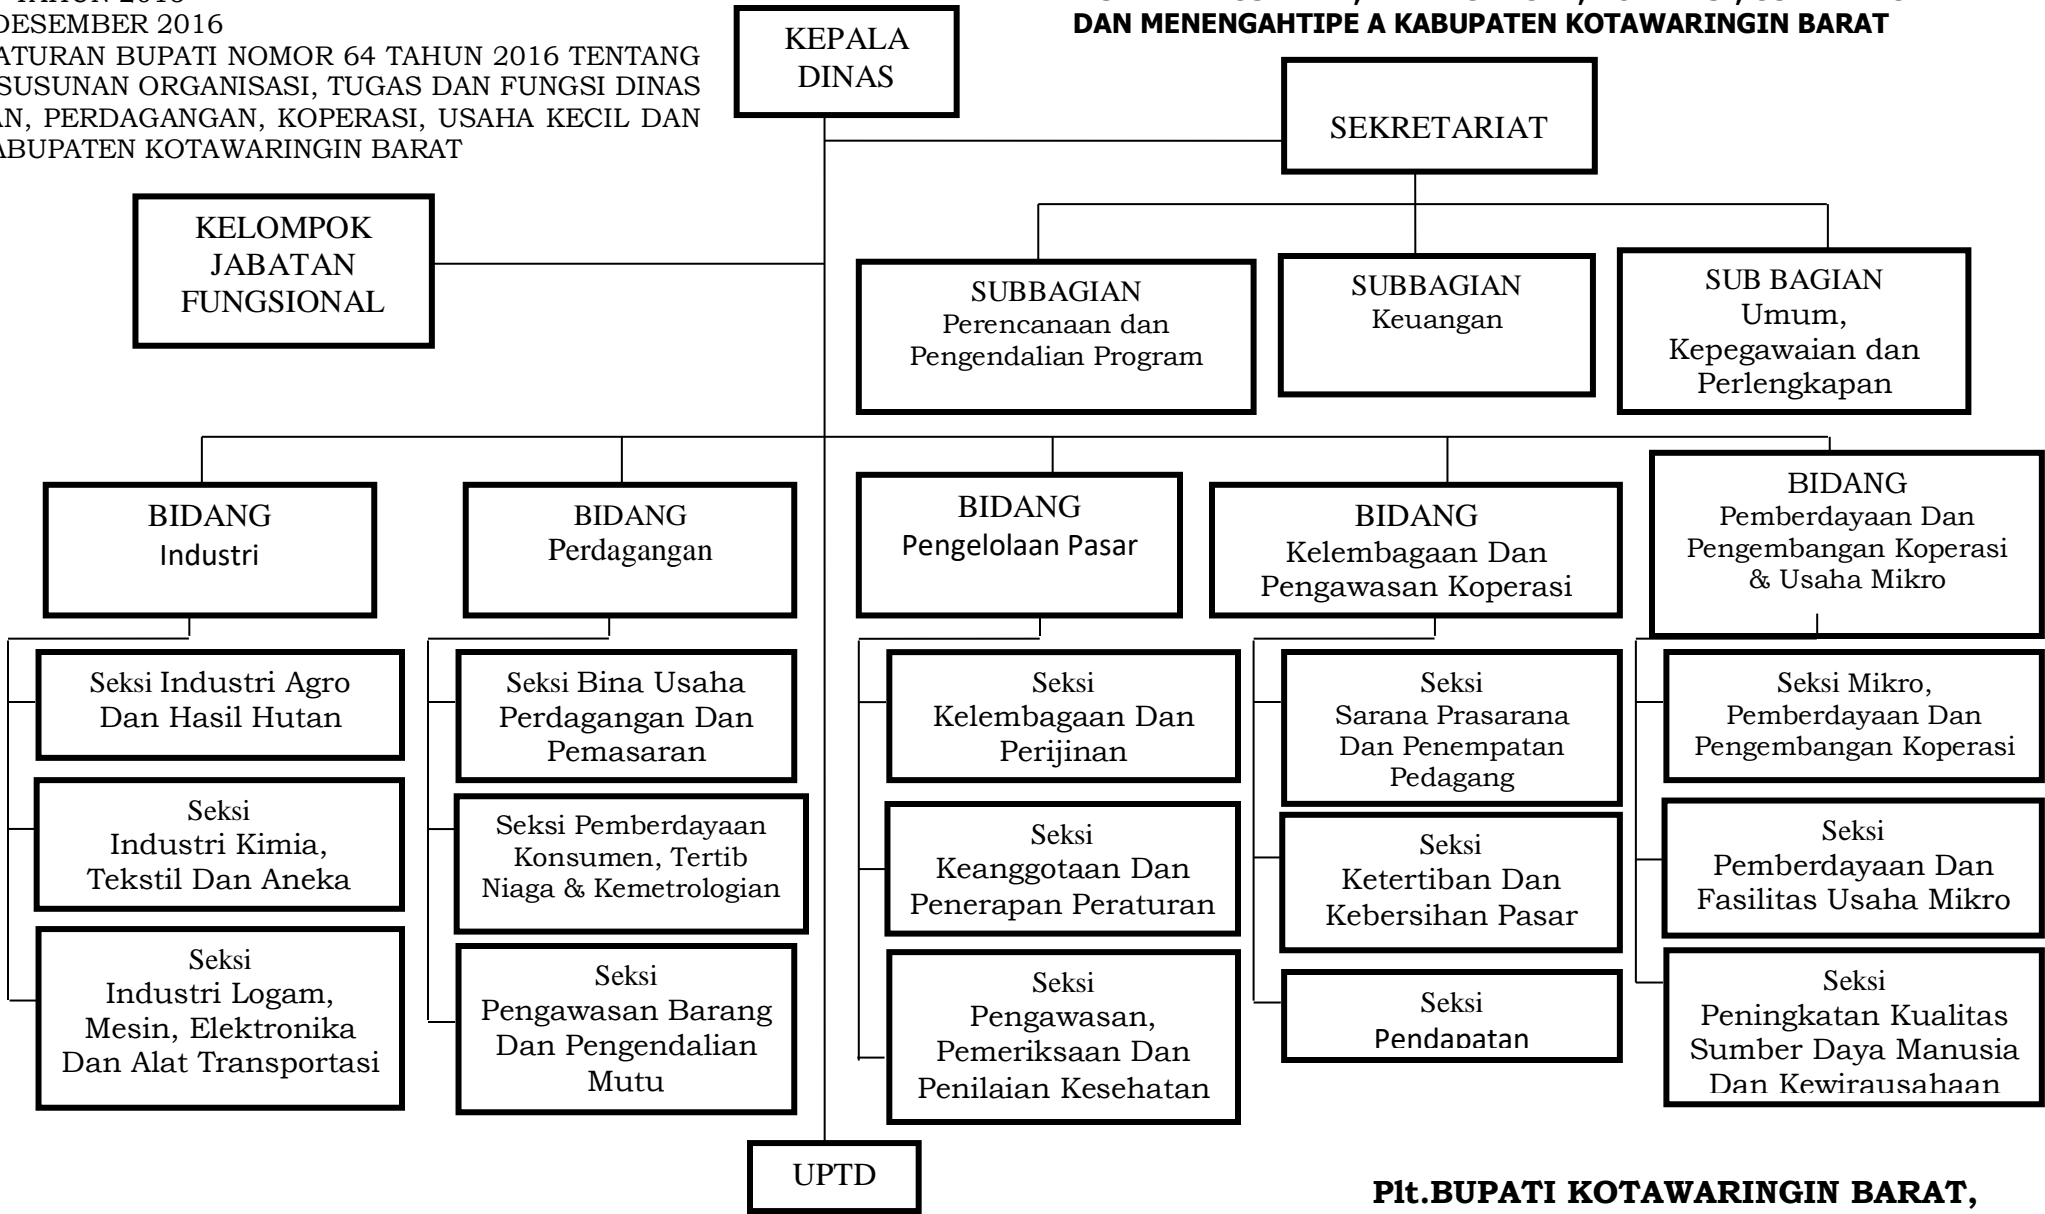 DESEMBER 2016
ATURAN BUPATI NOMOR 64 TAHUN 2016 TENTANG
SUSUNAN ORGANISASI, TUGAS DAN FUNGSI DINAS
AN, PERDAGANGAN, KOPERASI, USAHA KECIL DAN
ABUPATEN KOTAWARINGIN BARAT
DAN MENENGAHTIPE A KABUPATEN KOTAWARINGIN BARAT
KEPALA
DINAS
SEKRETARIAT
KELOMPOK
JABATAN
FUNGSIONAL
SUBBAGIAN
Perencanaan dan
Pengendalian Program
SUBBAGIAN
Keuangan
SUB BAGIAN
Umum,
Kepegawaian dan
Perlengkapan
BIDANG
Industri
BIDANG
Perdagangan
BIDANG
Pengelolaan Pasar
BIDANG
Kelembagaan Dan
Pengawasan Koperasi
BIDANG
Pemberdayaan Dan
Pengembangan Koperasi
& Usaha Mikro
Seksi Industri Agro
Dan Hasil Hutan
Seksi
Industri Kimia,
Tekstil Dan Aneka
Seksi
Industri Logam,
Mesin, Elektronika
Dan Alat Transportasi
Seksi Bina Usaha
Perdagangan Dan
Pemasaran
Seksi Pemberdayaan
Konsumen, Tertib
Niaga & Kemetrologian
Seksi
Pengawasan Barang
Dan Pengendalian
Mutu
Seksi
Kelembagaan Dan
Perijinan
Seksi
Keanggotaan Dan
Penerapan Peraturan
Seksi
Pengawasan,
Pemeriksaan Dan
Penilaian Kesehatan
Seksi
Sarana Prasarana
Dan Penempatan
Pedagang
Seksi
Ketertiban Dan
Kebersihan Pasar
Seksi
Pendapatan
Seksi Mikro,
Pemberdayaan Dan
Pengembangan Koperasi
Seksi
Pemberdayaan Dan
Fasilitas Usaha Mikro
Seksi
Peningkatan Kualitas
Sumber Daya Manusia
Dan Kewirausahaan
UPTD
Plt.BUPATI KOTAWARINGIN BARAT,